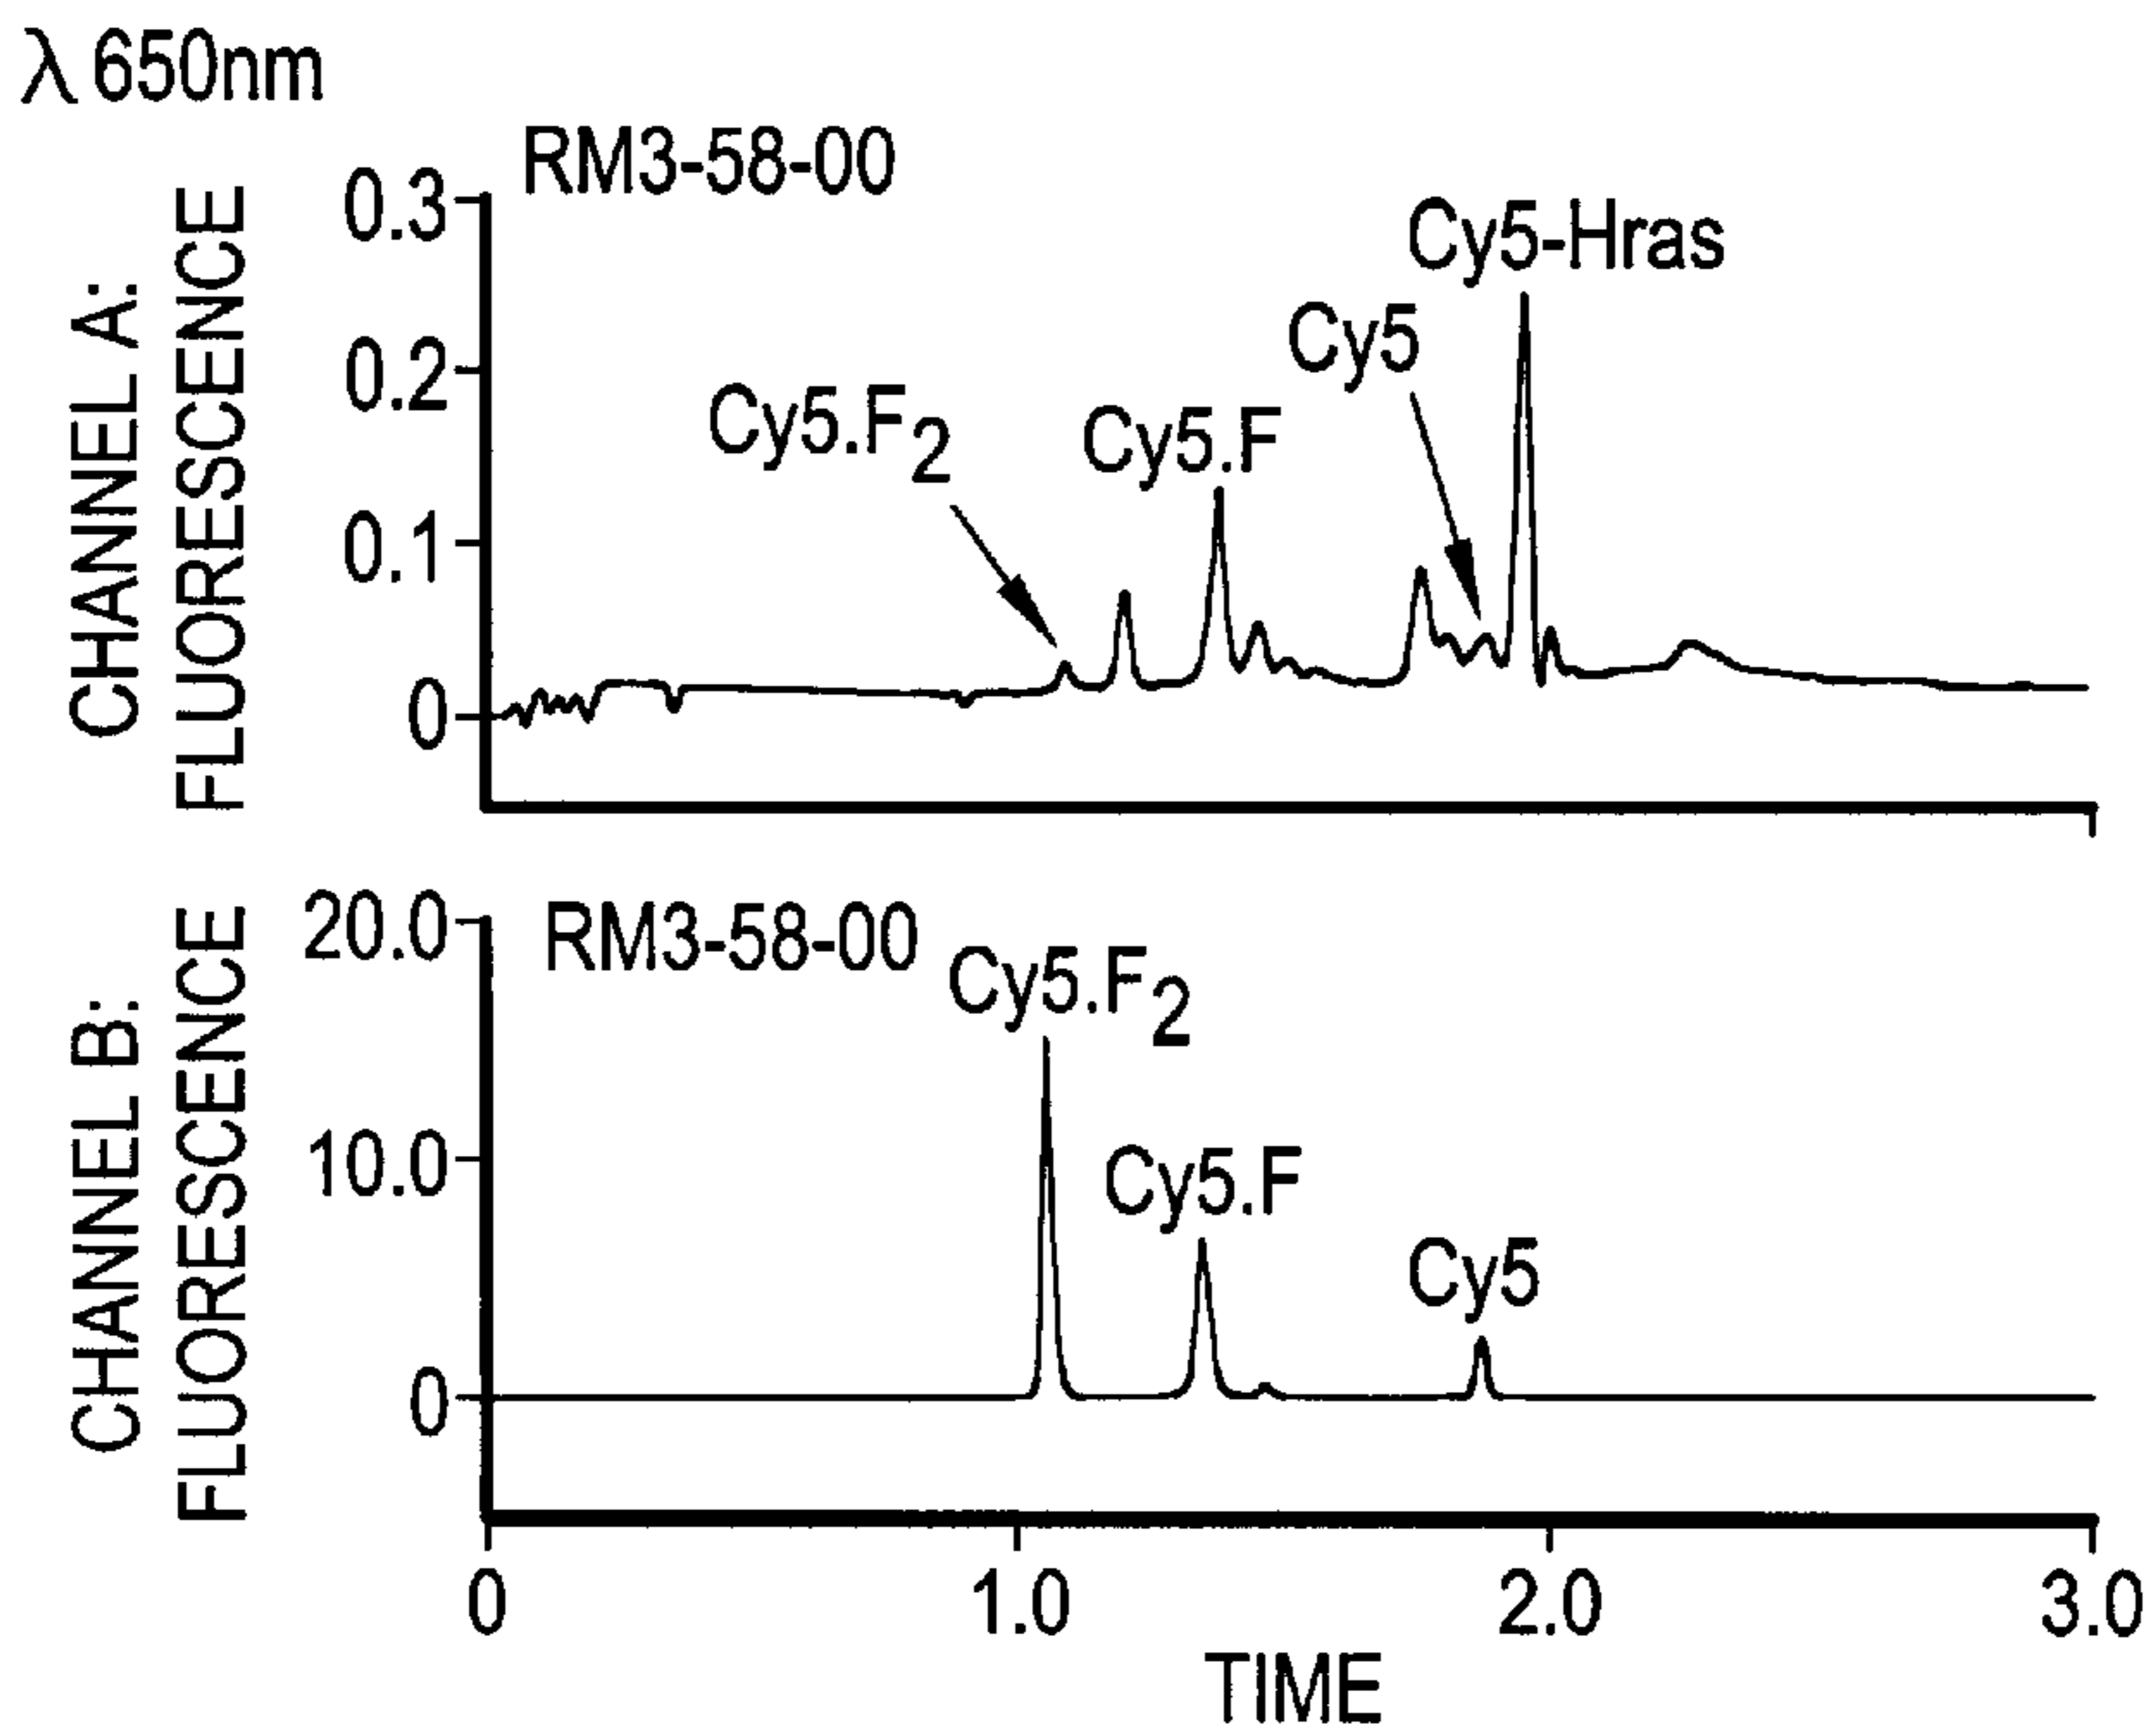 λ 650nm
CHANNEL A:
FLUORESCENCE
RM3-58-00
0.3
0.2
0.1
0
Cy5.F2
Cy5.F
Cy5
Cy5-Hras
CHANNEL B:
FLUORESCENCE
RM3-58-00
20.0
10.0
0
Cy5.F2
Cy5.F
Cy5
0 1.0 2.0 3.0
TIME